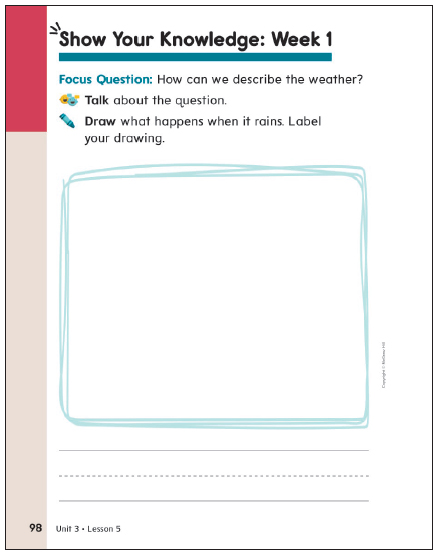 Show Your Knowledge: Week 1
Focus Question: How can we describe the weather?
Talk about the question.
Draw what happens when it rains. Label
your drawing.
Copyright © McGraw Hill
98 Unit 3 • Lesson 5